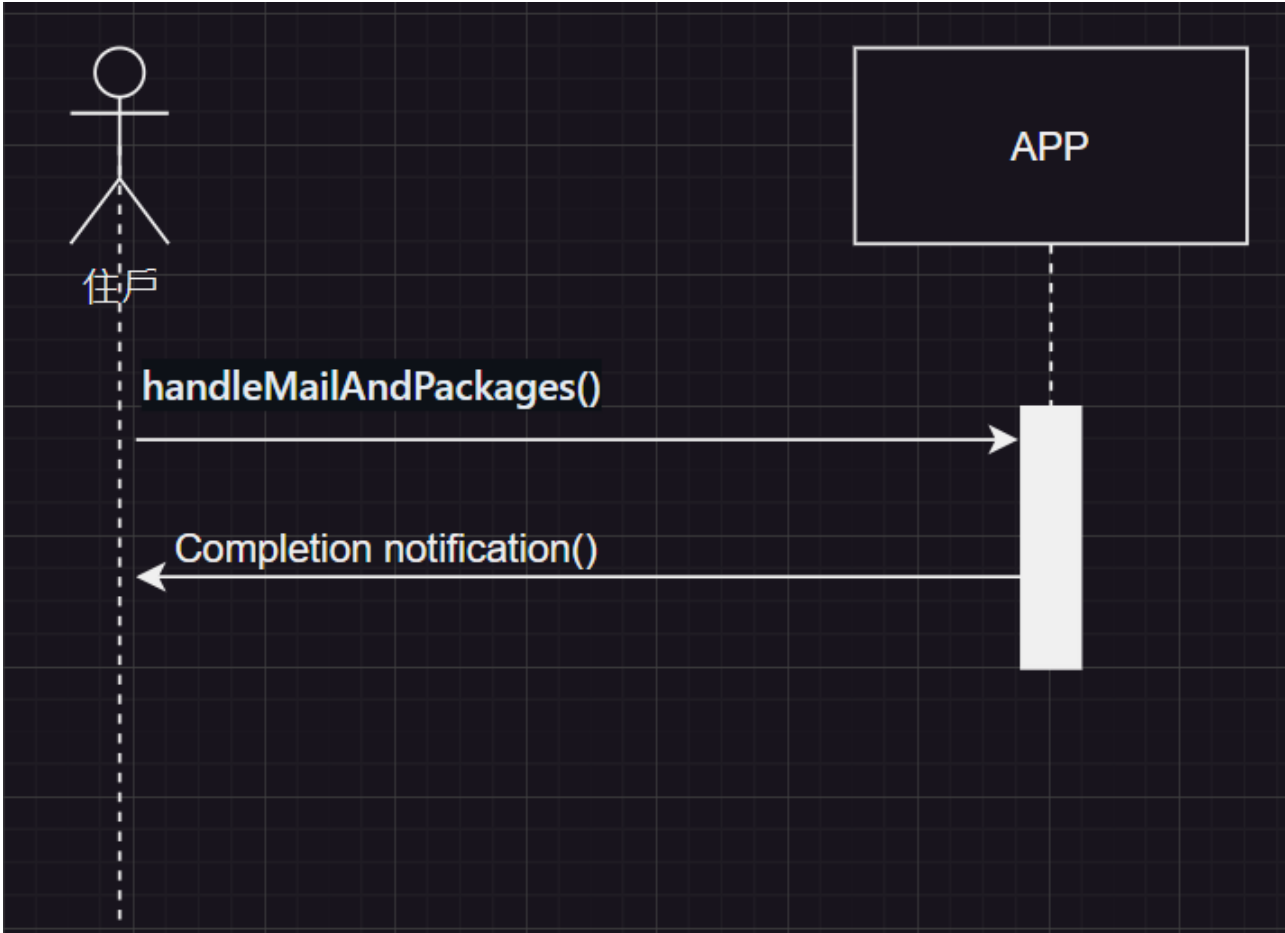 APP
住戶
handleMailAndPackages()
Completion notification()